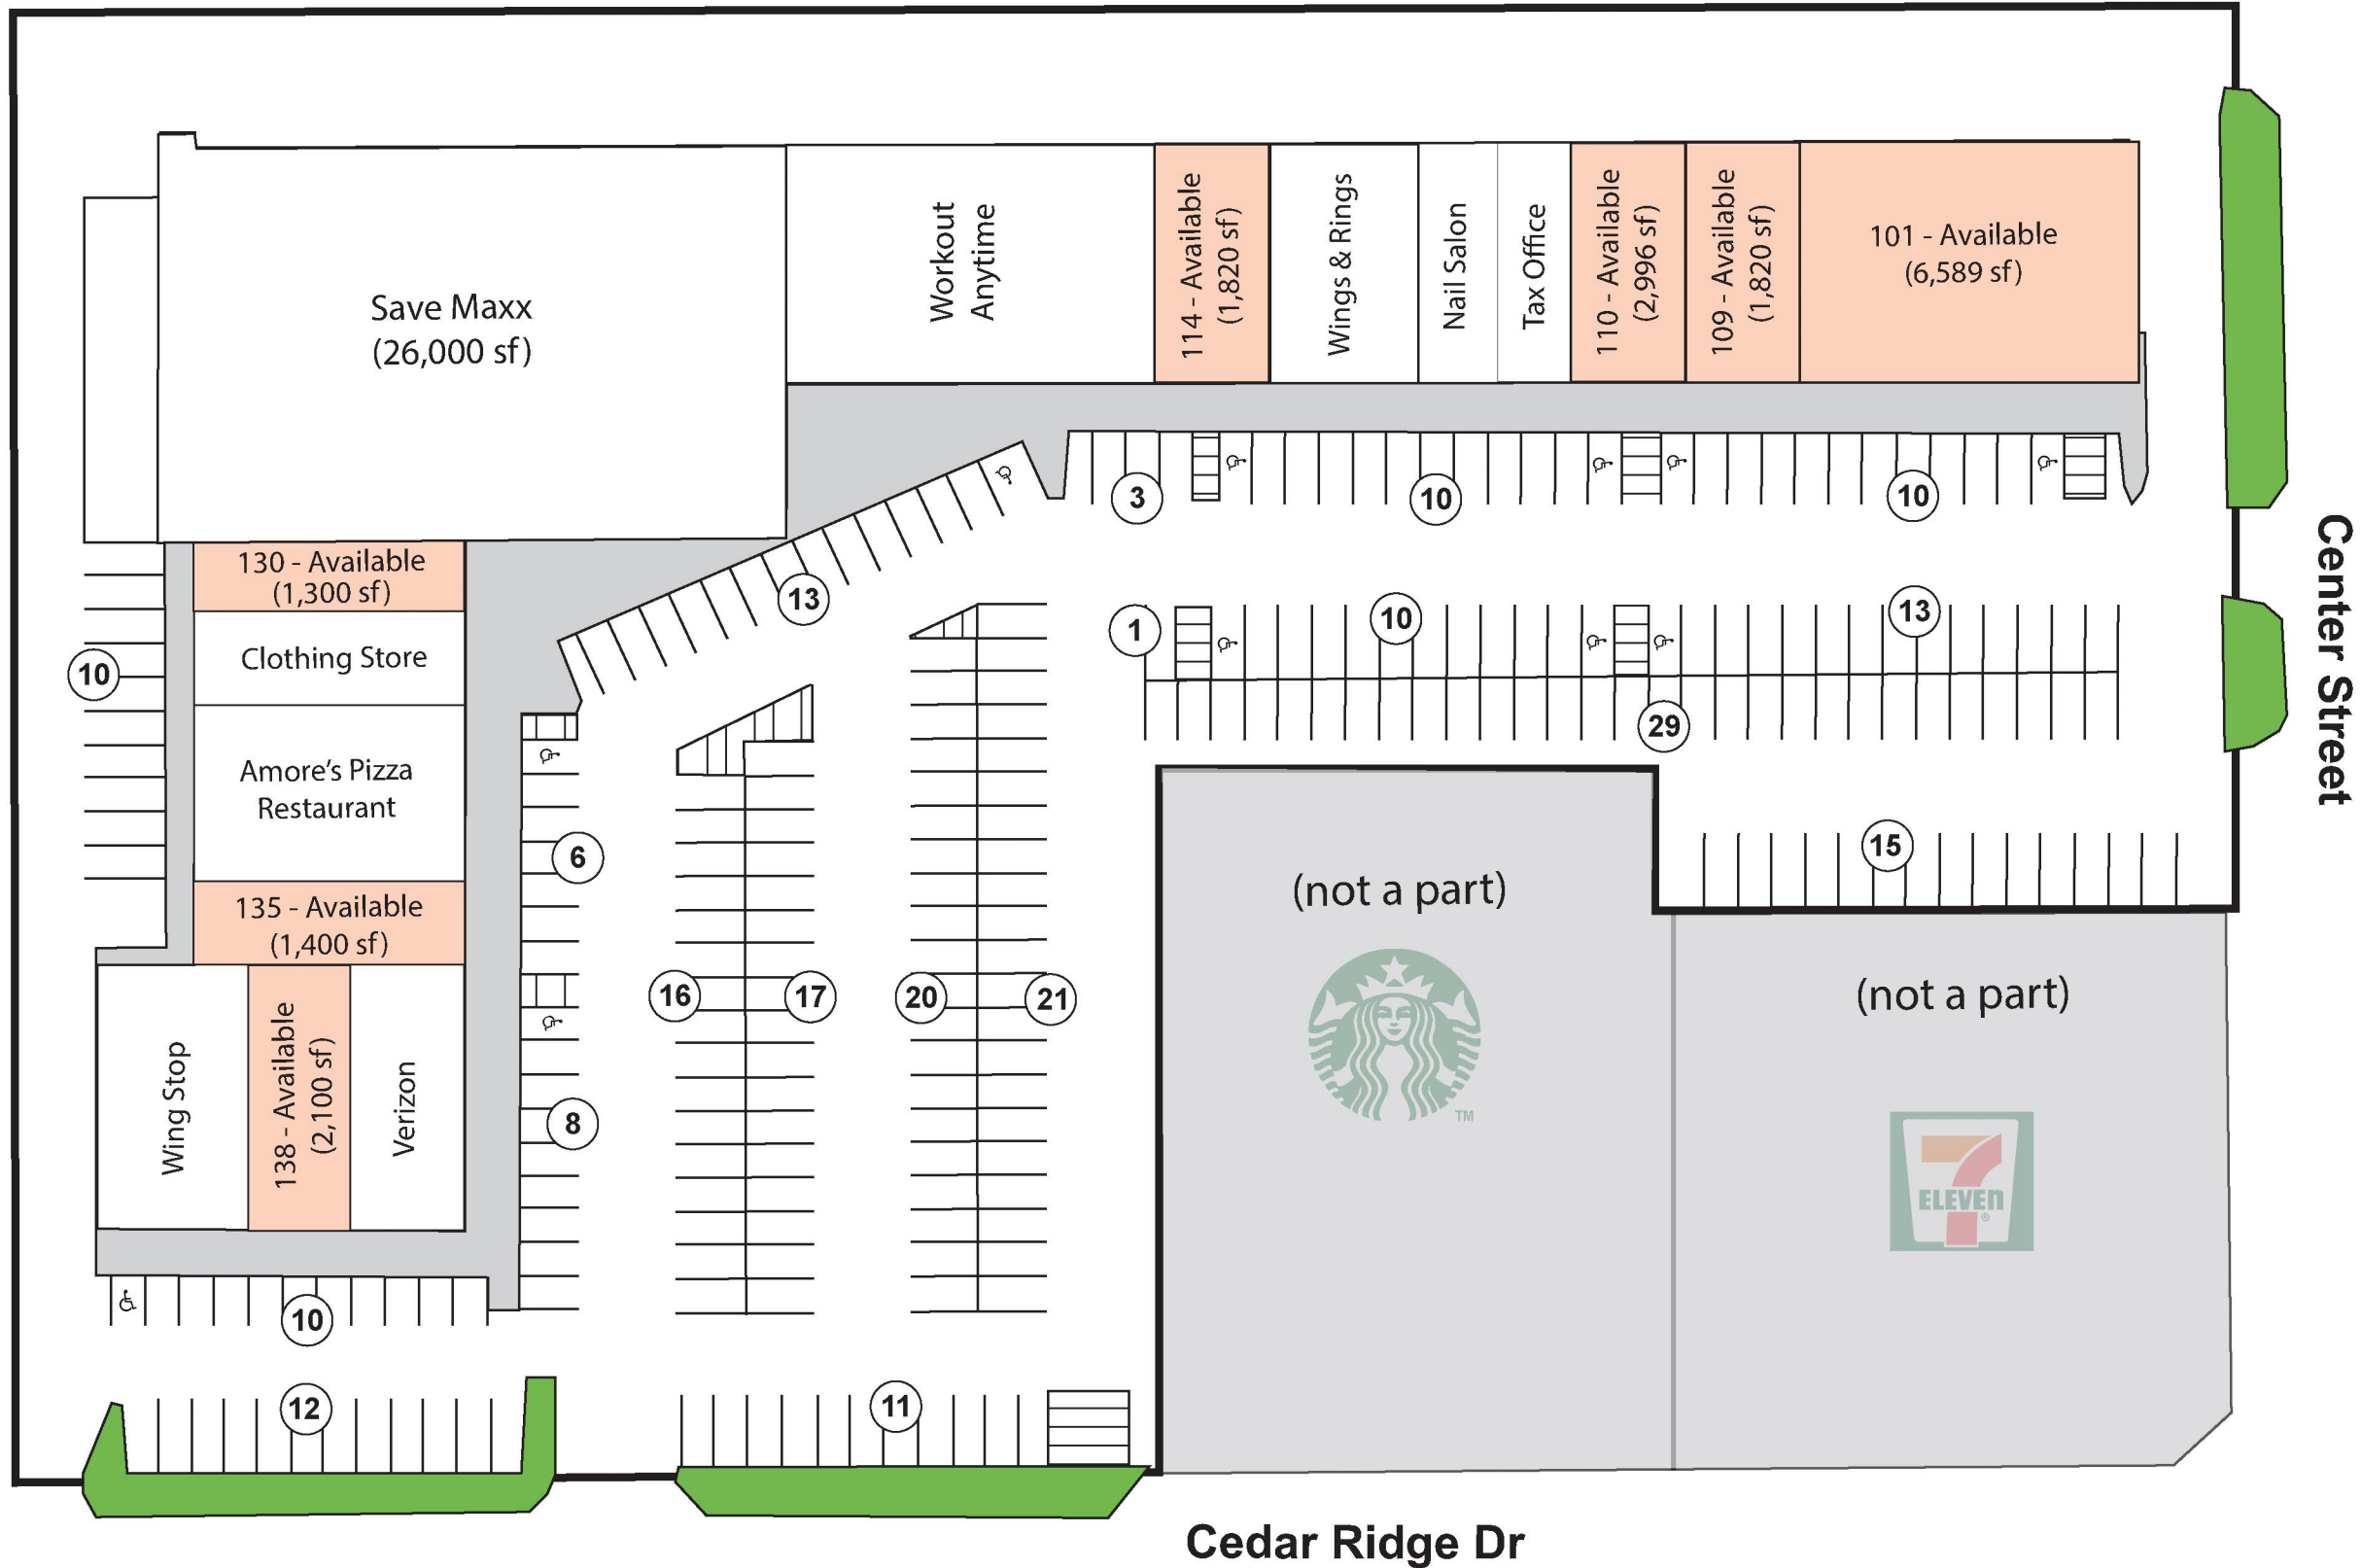 Save Maxx
(26,000 sf)
Workout
Anytime
114 - Available
(1,820 sf)
Wings & Rings
Nail Salon
Tax Office
110 - Available
(2,996 sf)
109 - Available
(1,820 sf)
101 - Available
(6,589 sf)
3
10
10
13
1
10
13
29
15
Center Street
130 - Available
(1,300 sf)
Clothing Store
10
Amore's Pizza
Restaurant
135 - Available
(1,400 sf)
Wing Stop
138 - Available
(2,100 sf)
Verizon
6
16
17
20
21
8
10
12
11
(not a part)
TM
(not a part)
7
ELEVEn
®
Cedar Ridge Dr